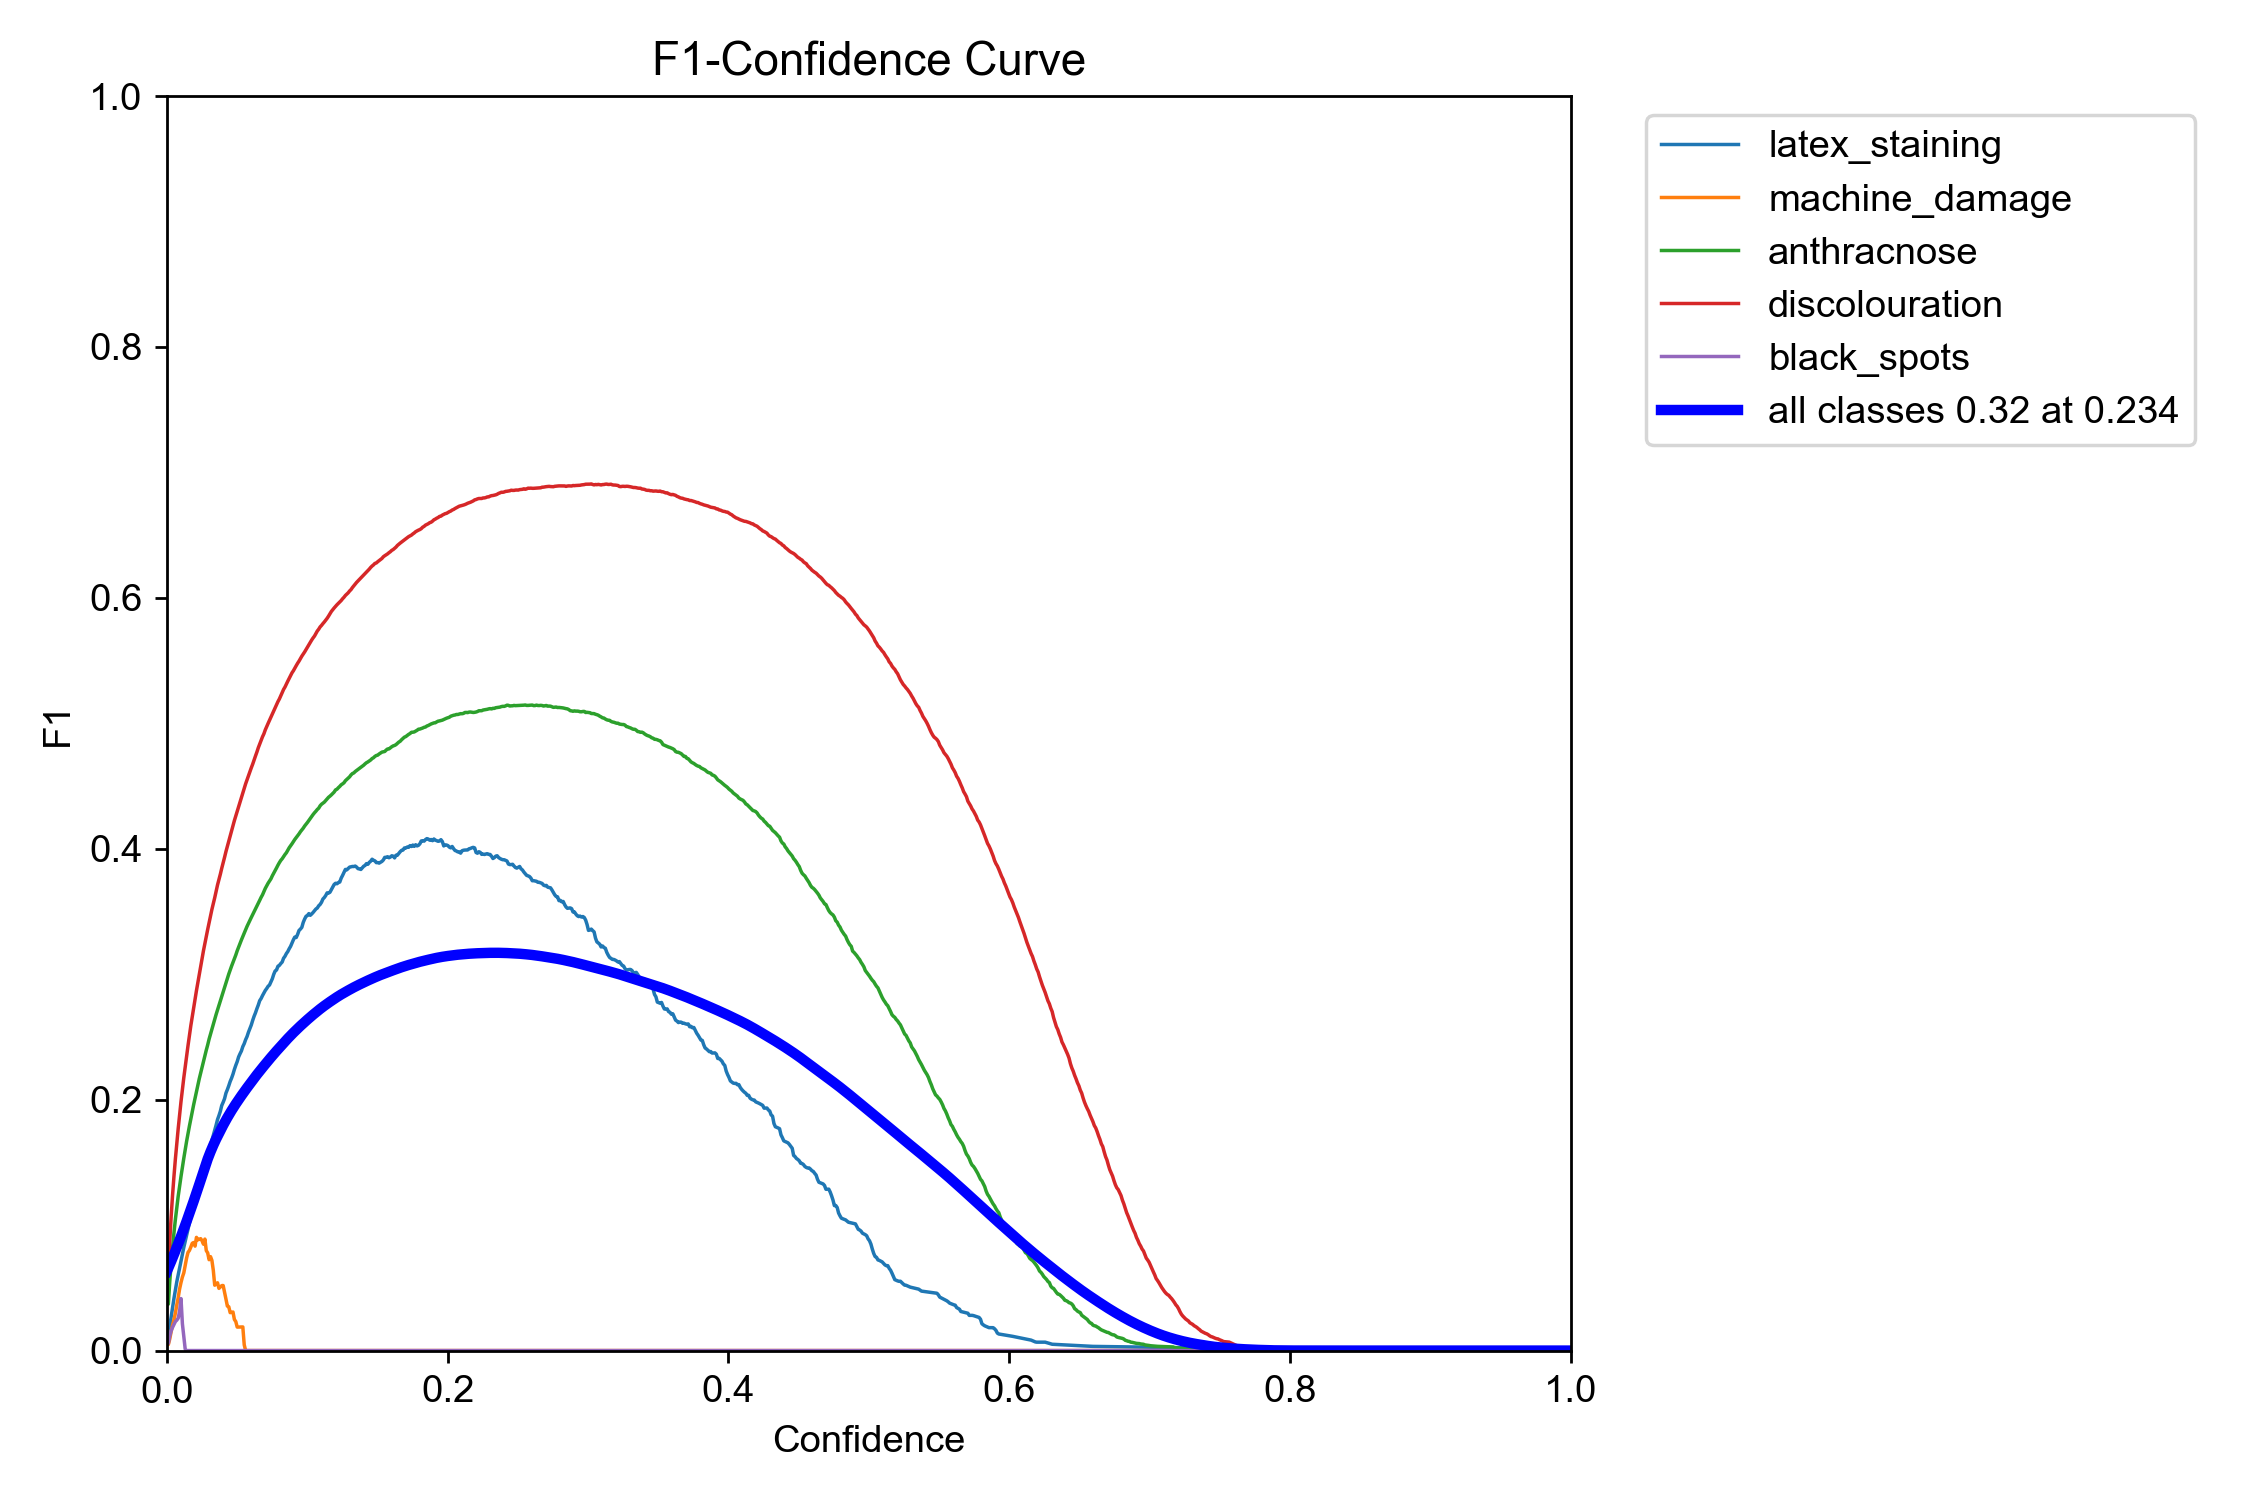 F1-Confidence Curve
1.0
0.8
0.6
0.4
0.2
0.0
F1
0.0 0.2 0.4 0.6 0.8 1.0
Confidence
latex_staining
machine_damage
anthracnose
discolouration
black_spots
all classes 0.32 at 0.234